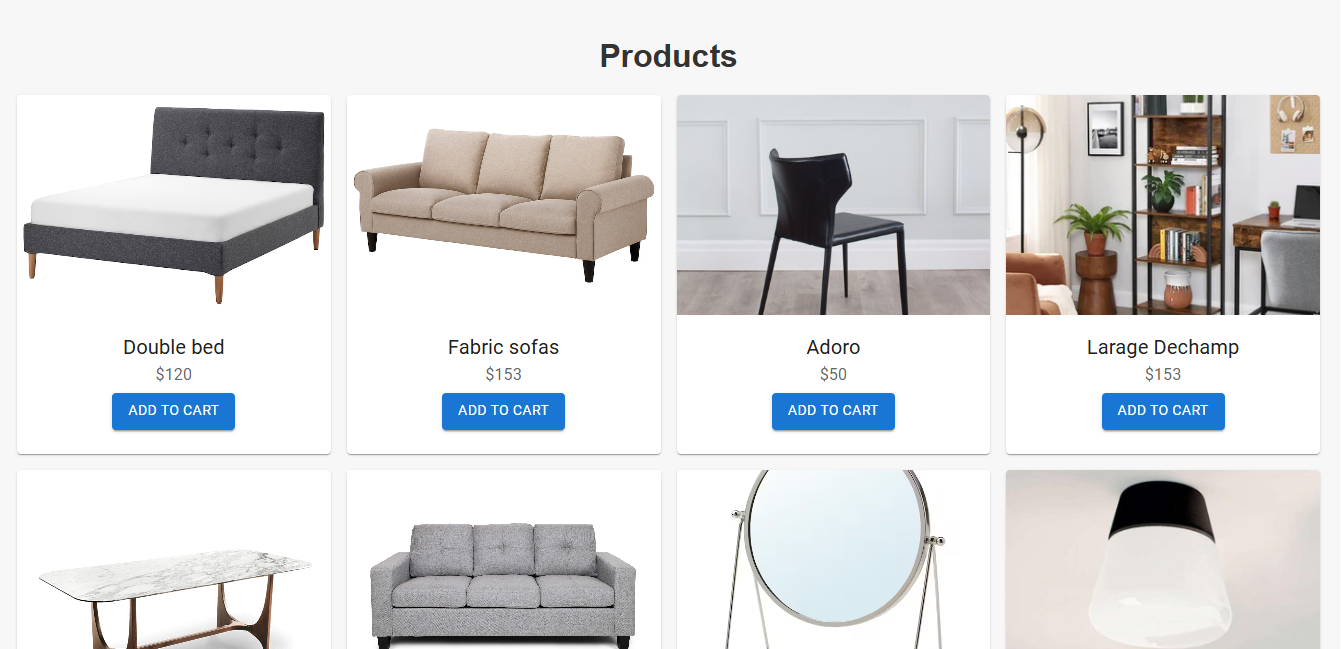 Products
Double bed
$120
ADD TO CART
Fabric sofas
$153
ADD TO CART
Adoro
$50
ADD TO CART
Larage Dechamp
$153
ADD TO CART